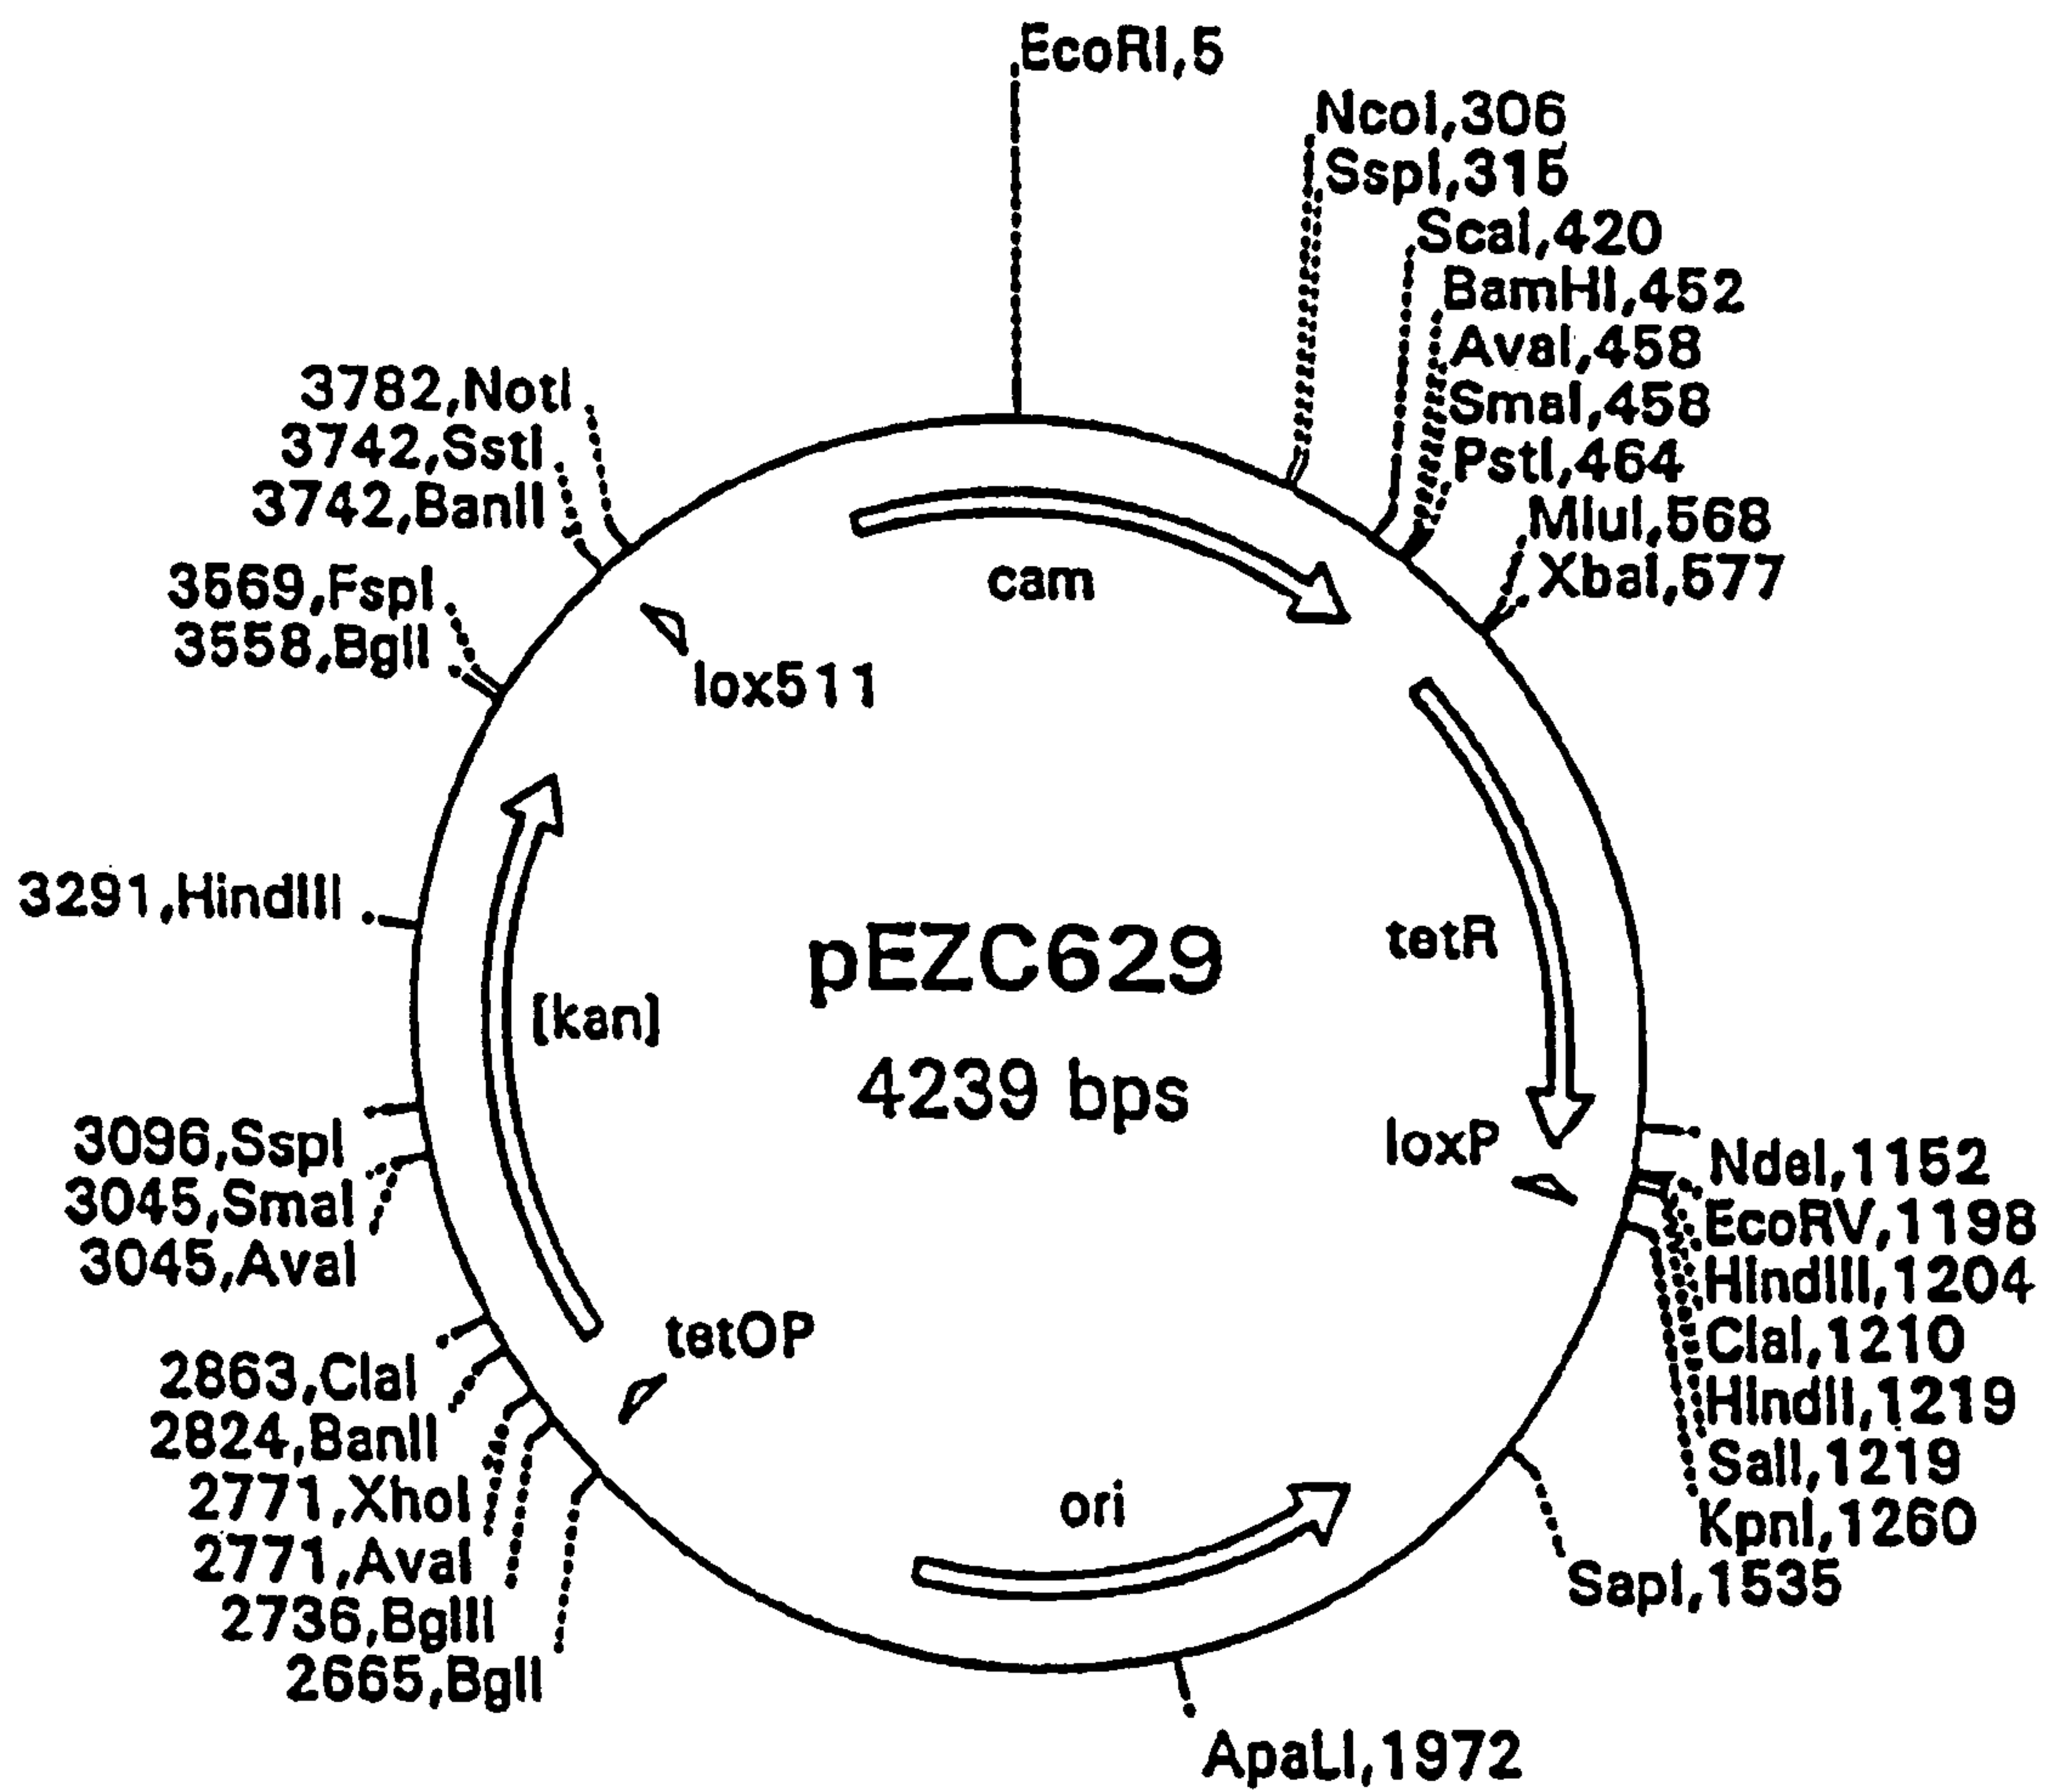 EcoRI,5
NcoI,306
SspI,315
ScaI,420
BamHI,452
AvaI,458
SmaI,458
PstI,464
MluI,568
XbaI,577
3782,NotI
3742,SstI
3742,BanII
3569,FspI
3558,BglI
cam
lox511
3291,HindIII
pEZC629
4239 bps
tetR
[kan]
loxP
NdeI,1152
EcoRV,1198
HindIII,1204
ClaI,1210
HindII,1219
SalI,1219
KpnI,1260
SapI,1535
3096,SspI
3045,SmaI
3045,AvaI
tetOP
2863,ClaI
2824,BanII
2771,XhoI
2771,AvaI
2736,BglII
2665,BglI
ori
ApaLI,1972